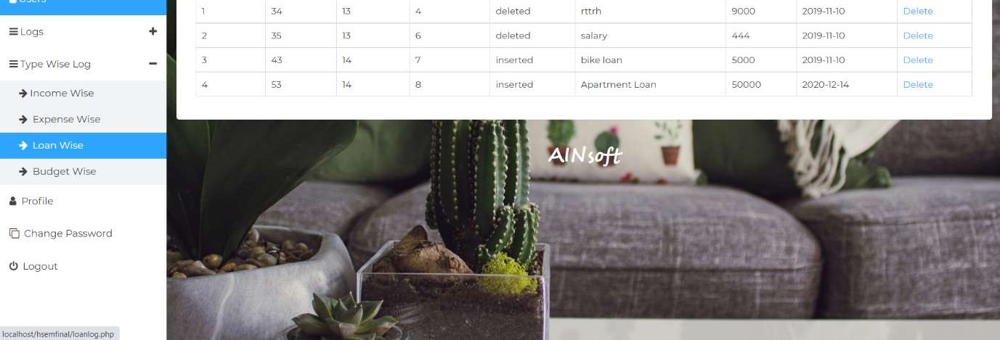 Users
Logs
Type Wise Log
Income Wise
Expense Wise
Loan Wise
Budget Wise
Profile
Change Password
Logout
localhost/hsemfinal/loanlog.php
1 34 13 4 deleted rttrh 9000 2019-11-10 Delete
2 35 13 6 deleted salary 444 2019-11-10 Delete
3 43 14 7 inserted bike loan 5000 2019-11-10 Delete
4 53 14 8 inserted Apartment Loan 50000 2020-12-14 Delete
AINsoft